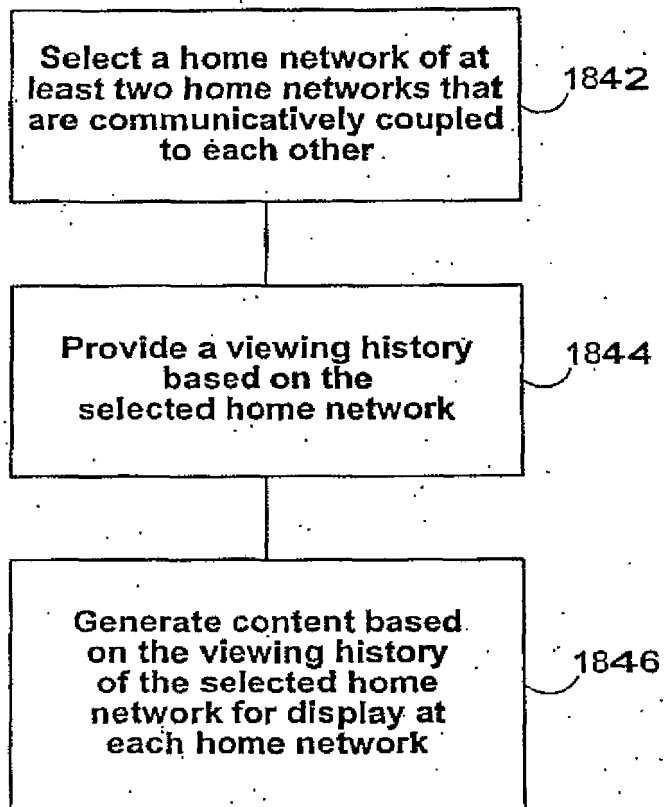 Select a home network of at
least two home networks that
are communicatively coupled
to each other.
1842
Provide a viewing history
based on the
selected home network
1844
Generate content based
on the viewing history
of the selected home
network for display at
each home network
1846